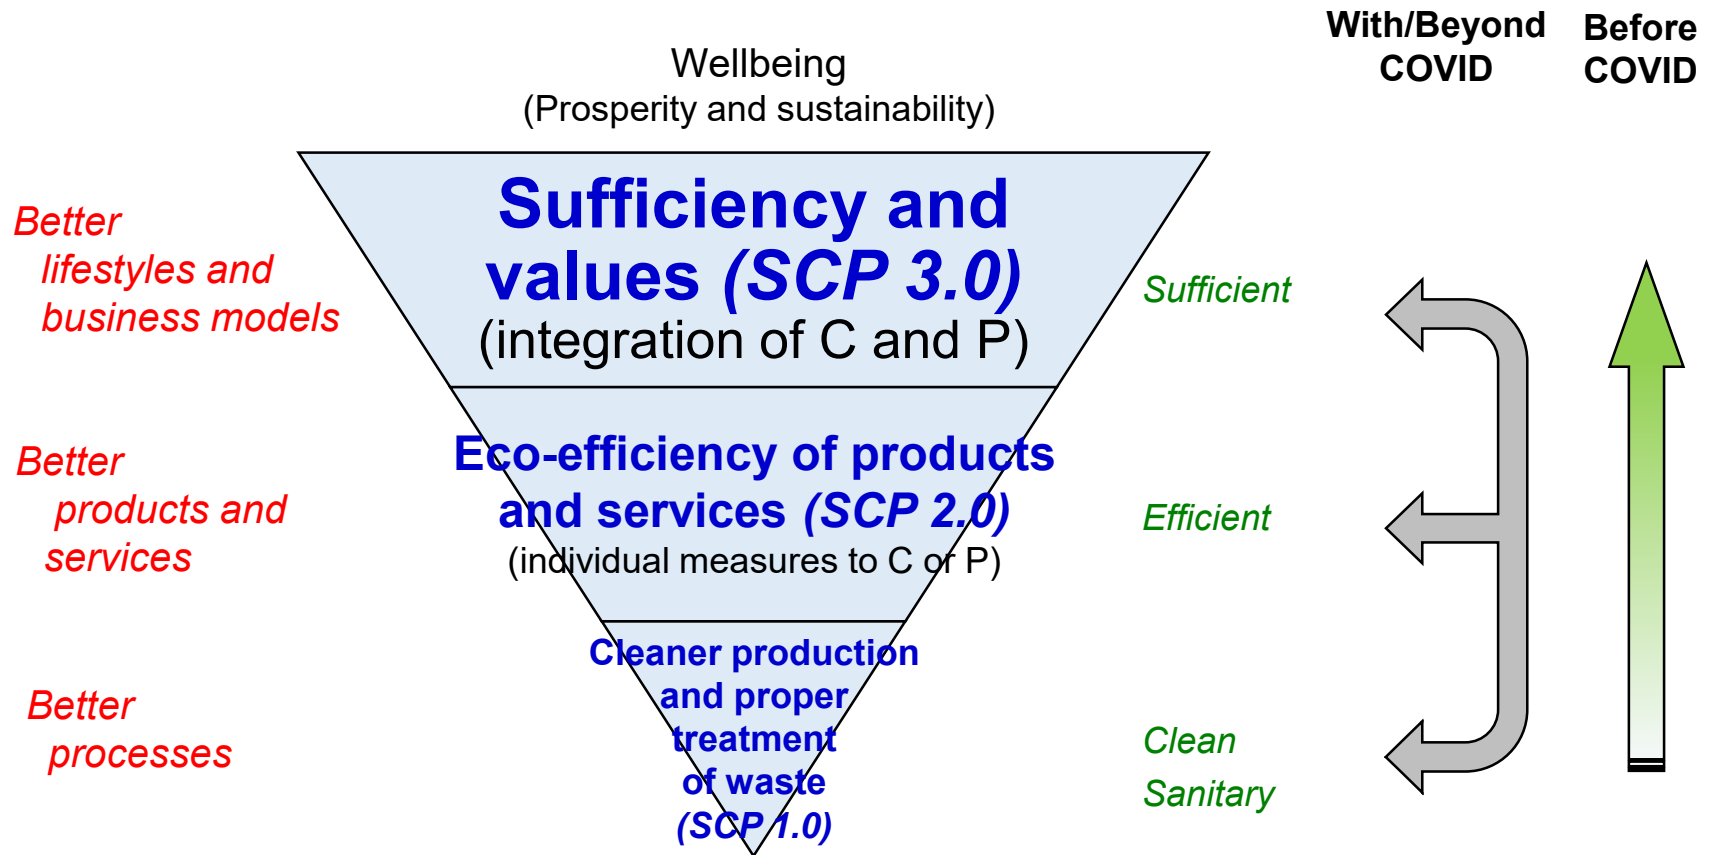 With/Beyond
COVID
Before
COVID
Wellbeing
(Prosperity and sustainability)
Better
lifestyles and
business models
Sufficiency and
values (SCP 3.0)
(integration of C and P)
Sufficient
Better
products and
services
Eco-efficiency of products
and services (SCP 2.0)
(individual measures to C or P)
Efficient
Better
processes
Cleaner production
and proper
treatment
of waste
(SCP 1.0)
Clean
Sanitary